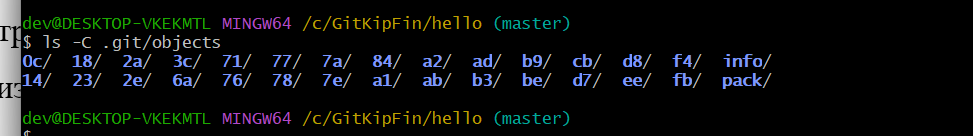 dev@DESKTOP-VKEKMTL MINGW64 /c/GitKipFin/hello (master)
$ ls -C .git/objects
0c/ 18/ 2a/ 3c/ 71/ 77/ 7a/ 84/ a2/ ad/ b9/ cb/ d8/ f4/ info/
14/ 23/ 2e/ 6a/ 76/ 78/ 7e/ a1/ ab/ b3/ be/ d7/ ee/ fb/ pack/
dev@DESKTOP-VKEKMTL MINGW64 /c/GitKipFin/hello (master)
$